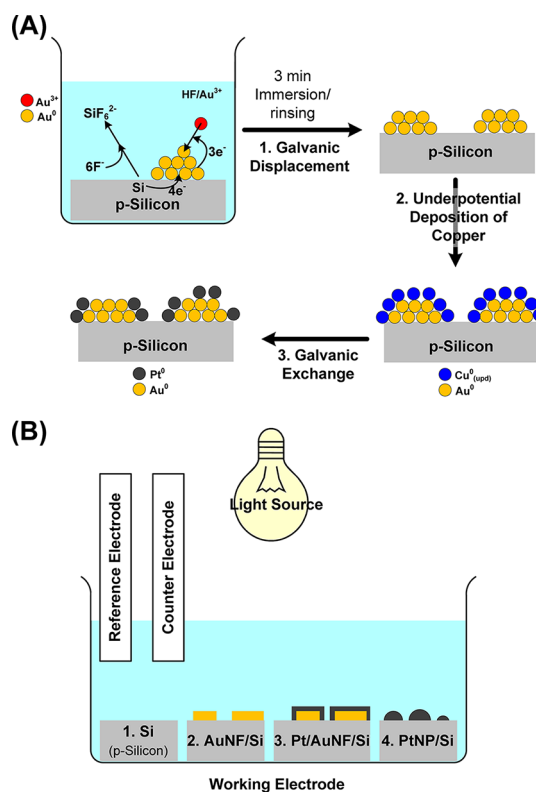 (A)
Au3+
Au0
SiF6 2-
HF/Au3+
6F-
3e-
Si
4e-
p-Silicon
3 min
Immersion/
rinsing
1. Galvanic
Displacement
p-Silicon
2. Underpotential
Deposition of
Copper
p-Silicon
Cu0(upd)
Au0
3. Galvanic
Exchange
p-Silicon
Pt0
Au0
(B)
Light Source
Reference Electrode
Counter Electrode
1. Si
(p-Silicon)
2. AuNF/Si
3. Pt/AuNF/Si
4. PtNP/Si
Working Electrode